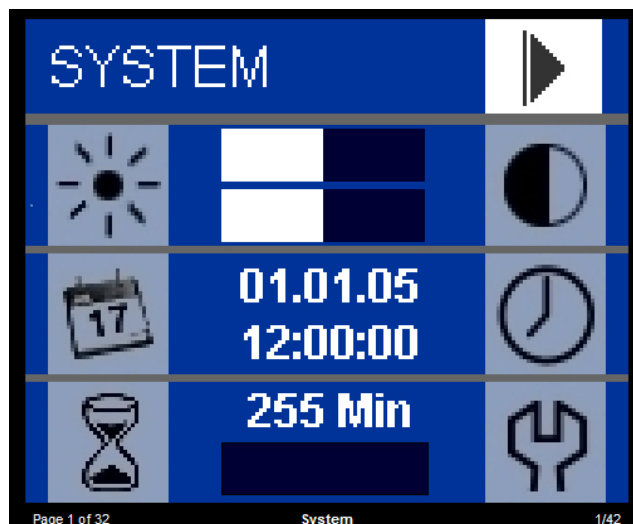 SYSTEM
17
01.01.05
12:00:00
255 Min
Page 1 of 32 System 1/42